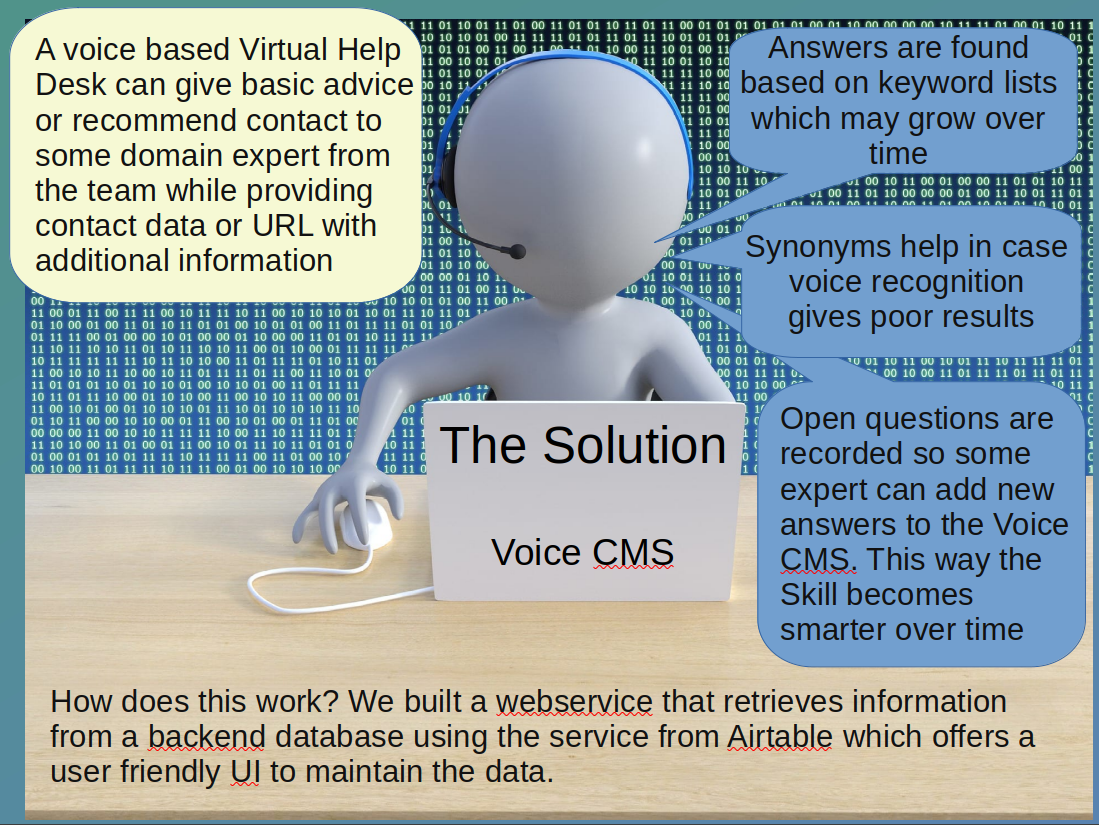 A voice based Virtual Help
Desk can give basic advice
or recommend contact to
some domain expert from
the team while providing
contact data or URL with
additional information
Answers are found
based on keyword lists
which may grow over
time
Synonyms help in case
voice recognition
gives poor results
Open questions are
recorded so some
expert can add new
answers to the Voice
CMS. This way the
Skill becomes
smarter over time
The Solution
Voice CMS
How does this work? We built a webservice that retrieves information
from a backend database using the service from Airtable which offers a
user friendly UI to maintain the data.